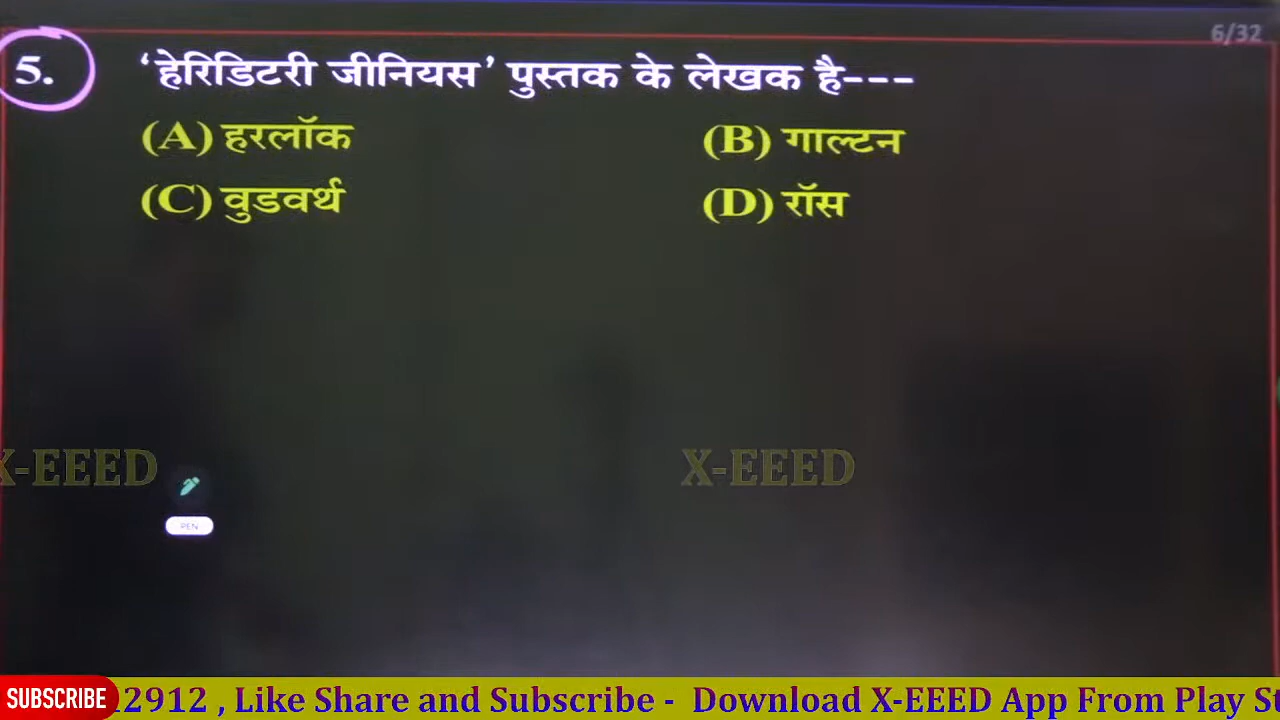 6/32
5. 'हेरिडिटरी जीनियस' पुस्तक के लेखक है---
(A) हरलॉक (B) गाल्टन
(C) वुडवर्थ (D) रॉस
X-EEED X-EEED
PEN
SUBSCRIBE 12912 , Like Share and Subscribe - Download X-EEED App From Play St